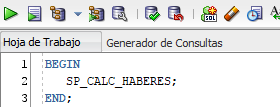 Hoja de Trabajo Generador de Consultas
1 BEGIN
2 SP_CALC_HABERES;
3 END;